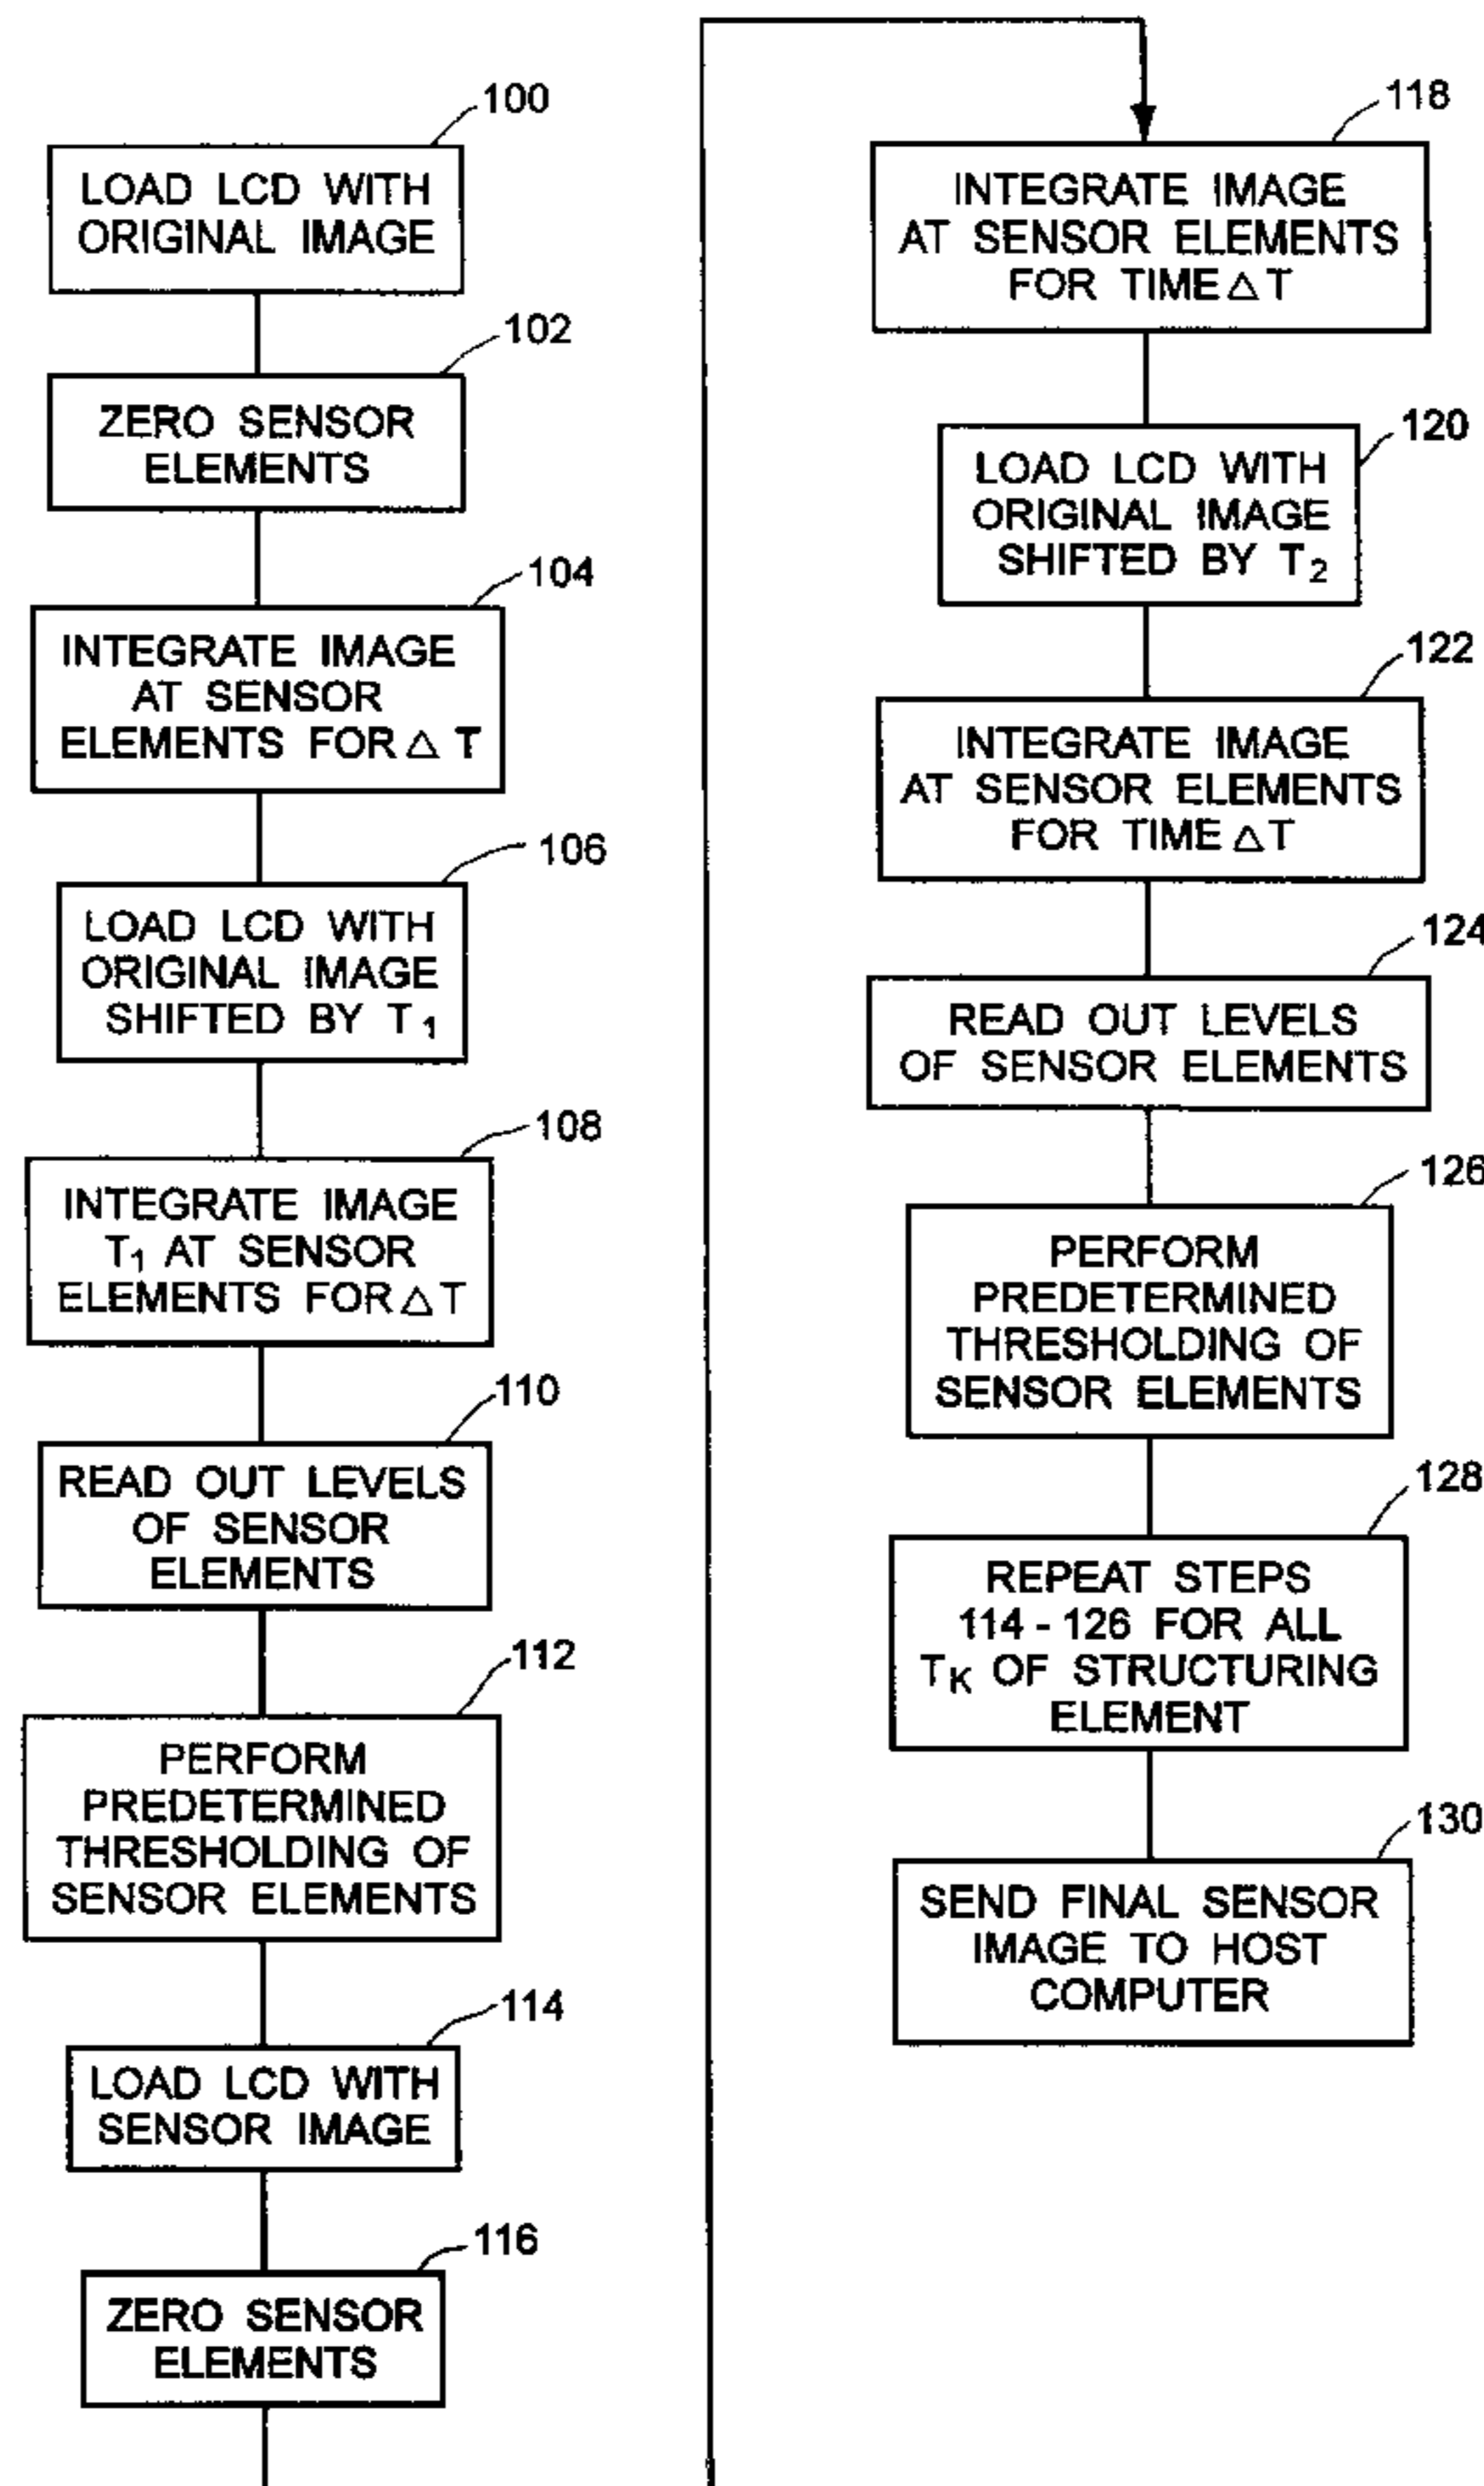 100
LOAD LCD WITH
ORIGINAL IMAGE
102
ZERO SENSOR
ELEMENTS
104
INTEGRATE IMAGE
AT SENSOR
ELEMENTS FOR △ T
106
LOAD LCD WITH
ORIGINAL IMAGE
SHIFTED BY T₁
108
INTEGRATE IMAGE
T₁ AT SENSOR
ELEMENTS FOR △ T
110
READ OUT LEVELS
OF SENSOR
ELEMENTS
112
PERFORM
PREDETERMINED
THRESHOLDING OF
SENSOR ELEMENTS
114
LOAD LCD WITH
SENSOR IMAGE
116
ZERO SENSOR
ELEMENTS
118
INTEGRATE IMAGE
AT SENSOR ELEMENTS
FOR TIME △ T
120
LOAD LCD WITH
ORIGINAL IMAGE
SHIFTED BY T₂
122
INTEGRATE IMAGE
AT SENSOR ELEMENTS
FOR TIME △ T
124
READ OUT LEVELS
OF SENSOR ELEMENTS
126
PERFORM
PREDETERMINED
THRESHOLDING OF
SENSOR ELEMENTS
128
REPEAT STEPS
114 - 126 FOR ALL
T_K OF STRUCTURING
ELEMENT
130
SEND FINAL SENSOR
IMAGE TO HOST
COMPUTER